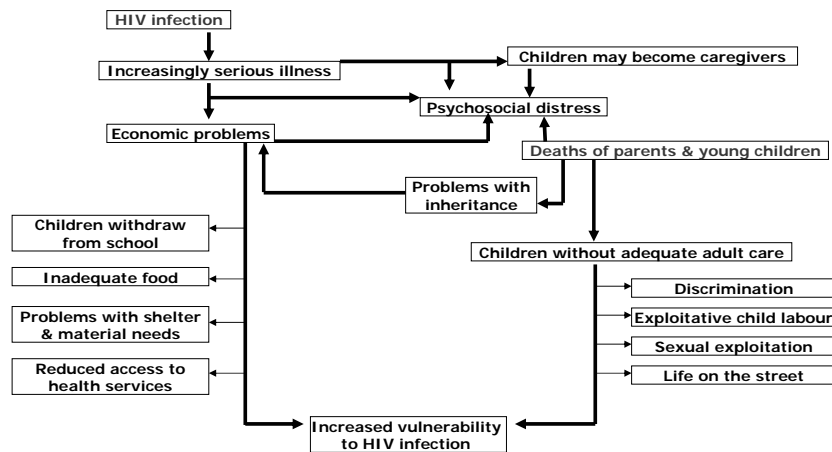 HIV infection
Increasingly serious illness
Children may become caregivers
Psychosocial distress
Economic problems
Deaths of parents & young children
Problems with
inheritance
Children withdraw
from school
Children without adequate adult care
Inadequate food
Discrimination
Problems with shelter
& material needs
Exploitative child labour
Sexual exploitation
Reduced access to
health services
Life on the street
Increased vulnerability
to HIV infection